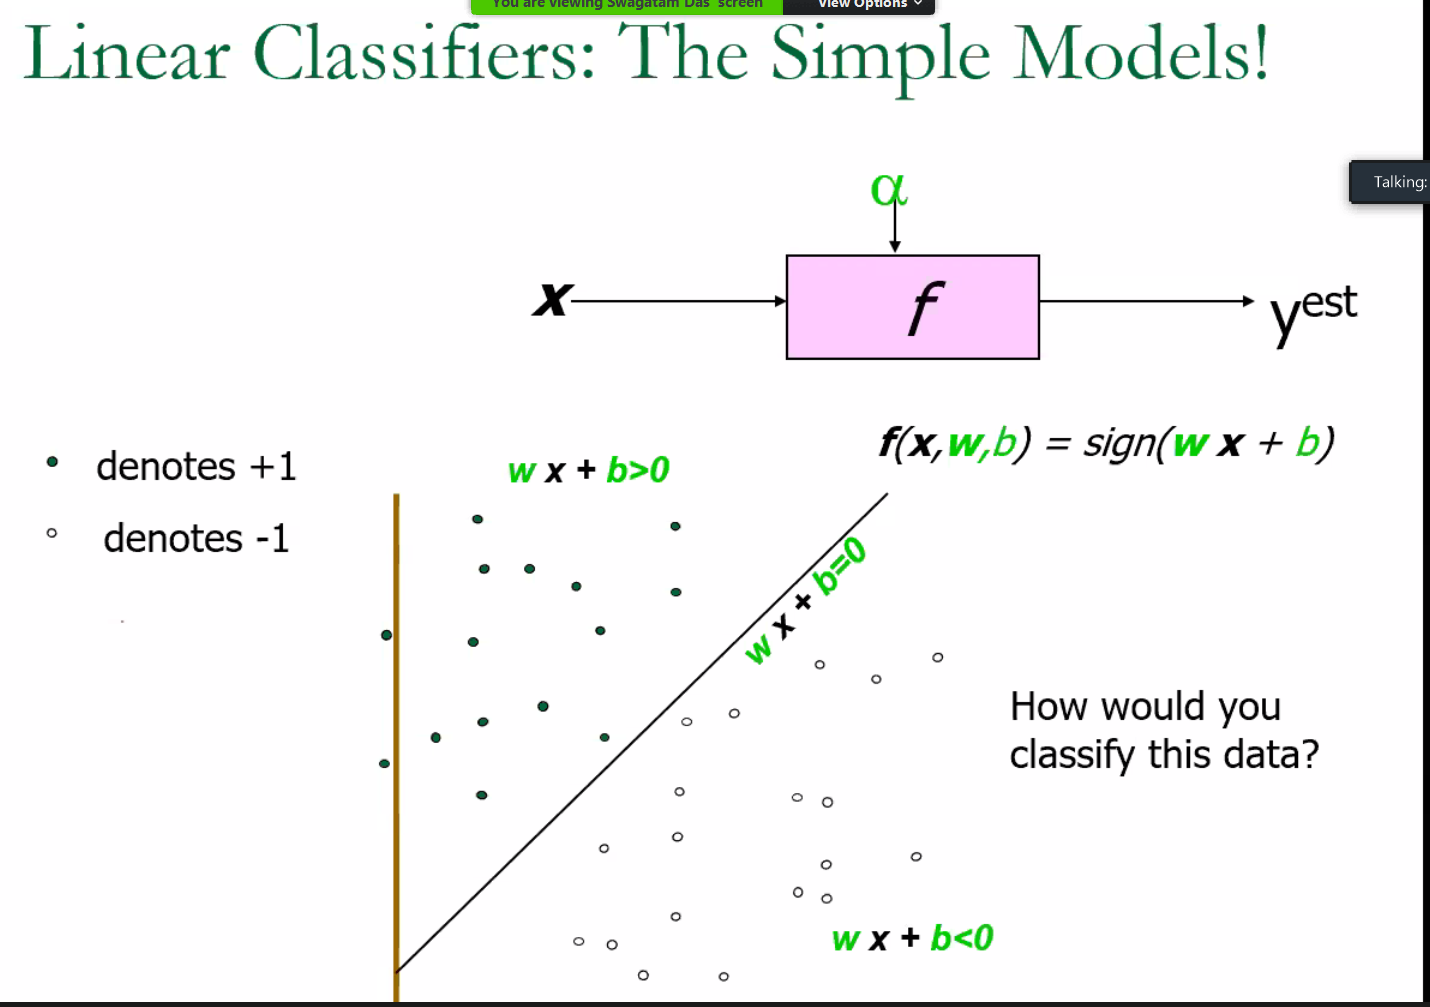 You are viewing Swagatam Das' screen
View Options
Linear Classifiers: The Simple Models!
Talking:
α
x
f
yest
f(x,w,b) = sign(w x + b)
denotes +1
w x + b>0
denotes -1
w x + b=0
How would you
classify this data?
w x + b<0